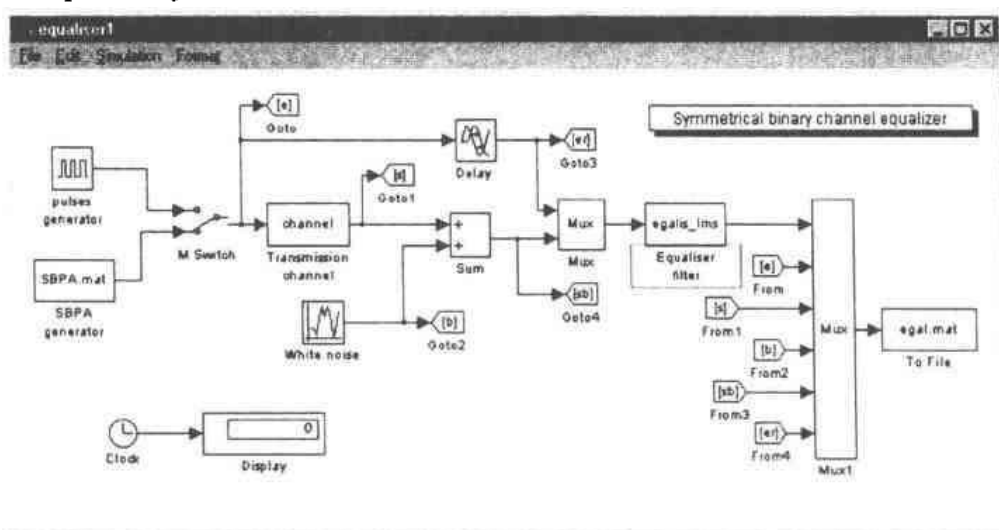 equaliser1
File Edit Simulation Format
[e]
Goto
Symmetrical binary channel equalizer
Delay
[er]
Goto3
[s]
Goto1
pulses
generator
M Switch
channel
Transmission
channel
+
+
Sum
Mux
Mux
egalis_lms
Equaliser
filter
SBPA.mat
SBPA
generator
White noise
[b]
Goto2
[sb]
Goto4
[e]
From
[s]
From1
[b]
From2
[sb]
From3
[er]
From4
Mux
Mux1
egal.mat
To File
Clock
0
Display